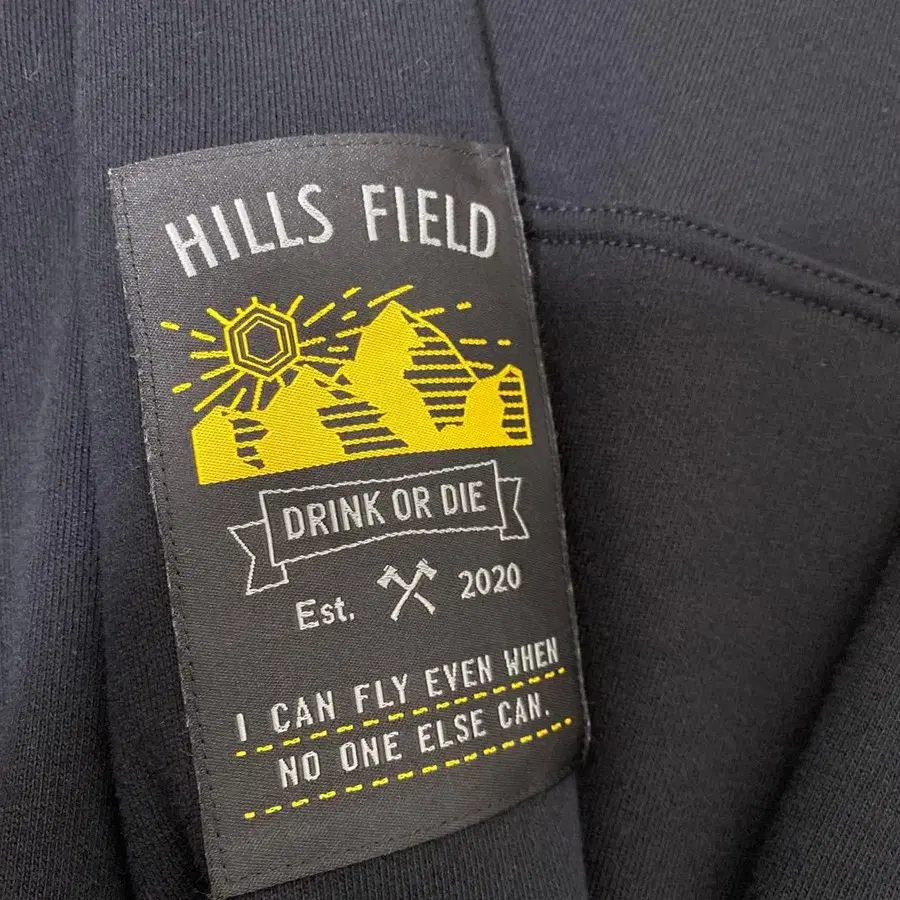 HILLS FIELD
DRINK OR DIE
Est. 2020
I CAN FLY EVEN WHEN
NO ONE ELSE CAN.